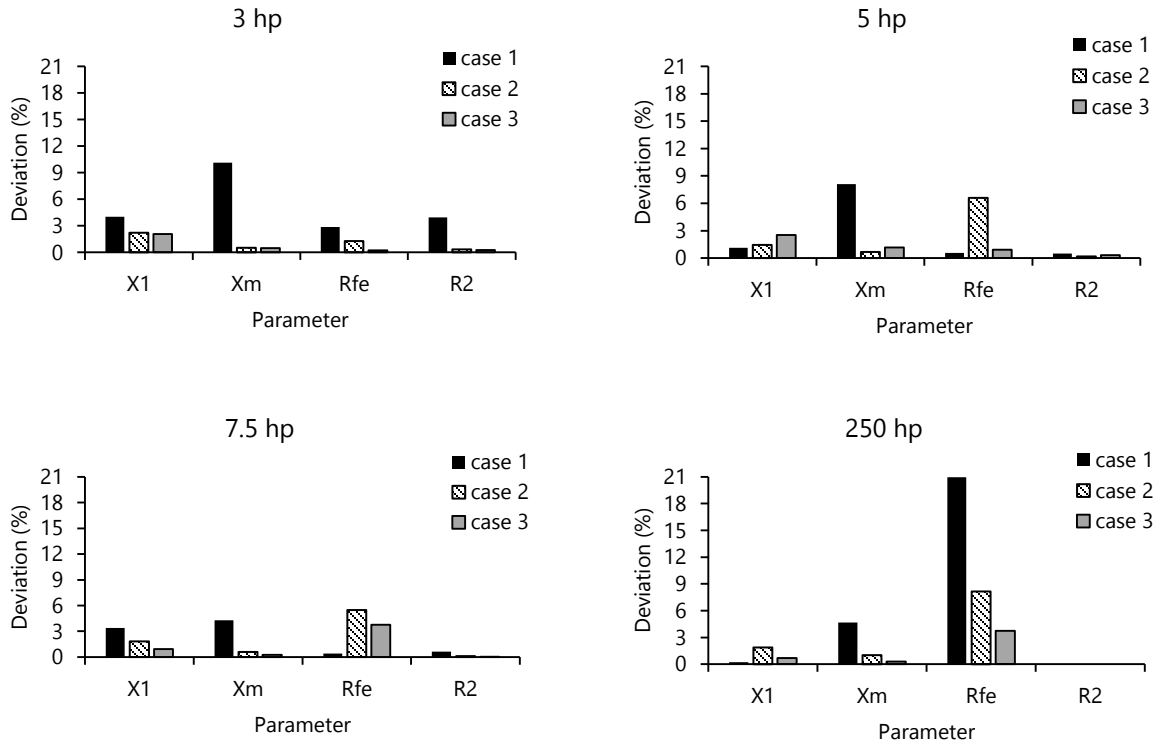 3 hp
case 1
case 2
case 3
Deviation (%)
21
18
15
12
9
6
3
0
X1 Xm Rfe R2
Parameter
5 hp
case 1
case 2
case 3
Deviation (%)
21
18
15
12
9
6
3
0
X1 Xm Rfe R2
Parameter
7.5 hp
case 1
case 2
case 3
Deviation (%)
21
18
15
12
9
6
3
0
X1 Xm Rfe R2
Parameter
250 hp
case 1
case 2
case 3
Deviation (%)
21
18
15
12
9
6
3
0
X1 Xm Rfe R2
Parameter